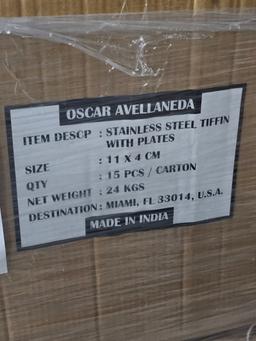 OSCAR AVELLANEDA
ITEM DESCP : STAINLESS STEEL TIFFIN
WITH PLATES
SIZE : 11 X 4 CM
QTY : 15 PCS / CARTON
NET WEIGHT : 24 KGS
DESTINATION : MIAMI, FL 33014, U.S.A.
MADE IN INDIA